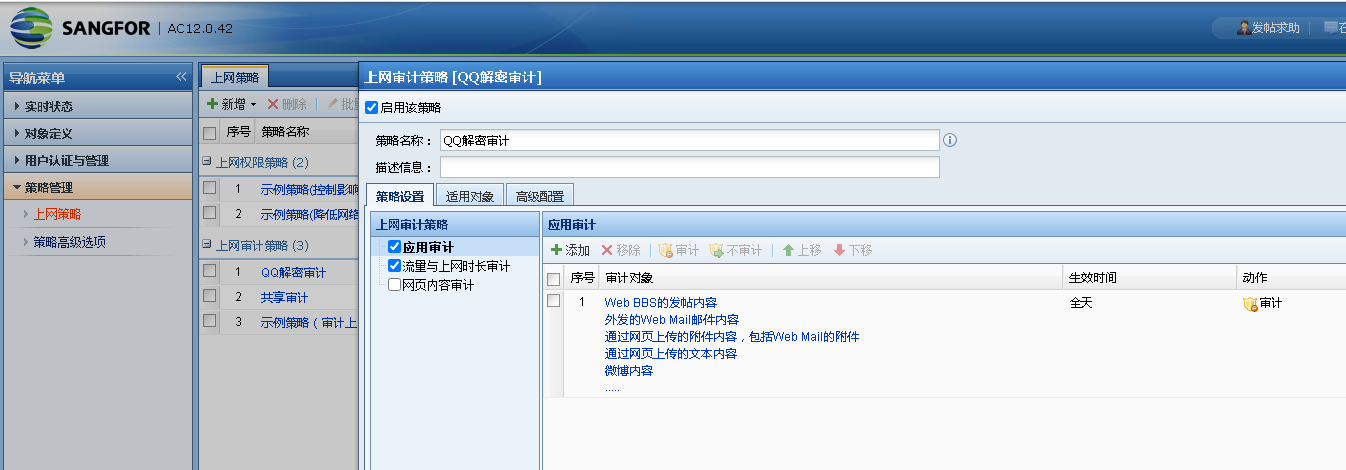 SANGFOR | AC12.0.42
发帖求助
导航菜单
实时状态
对象定义
用户认证与管理
策略管理
上网策略
策略高级选项
上网策略
新增 删除
序号 策略名称
上网权限策略 (2)
1 示例策略(控制影响
2 示例策略(降低网络
上网审计策略 (3)
1 QQ解密审计
2 共享审计
3 示例策略（审计上
上网审计策略 [QQ解密审计]
启用该策略
策略名称： QQ解密审计
描述信息：
策略设置 适用对象 高级配置
上网审计策略
应用审计
流量与上网时长审计
网页内容审计
应用审计
添加 移除 审计 不审计 上移 下移
序号 审计对象 生效时间 动作
1 Web BBS的发帖内容 全天 审计
外发的Web Mail邮件内容
通过网页上传的附件内容，包括Web Mail的附件
通过网页上传的文本内容
微博内容
.....